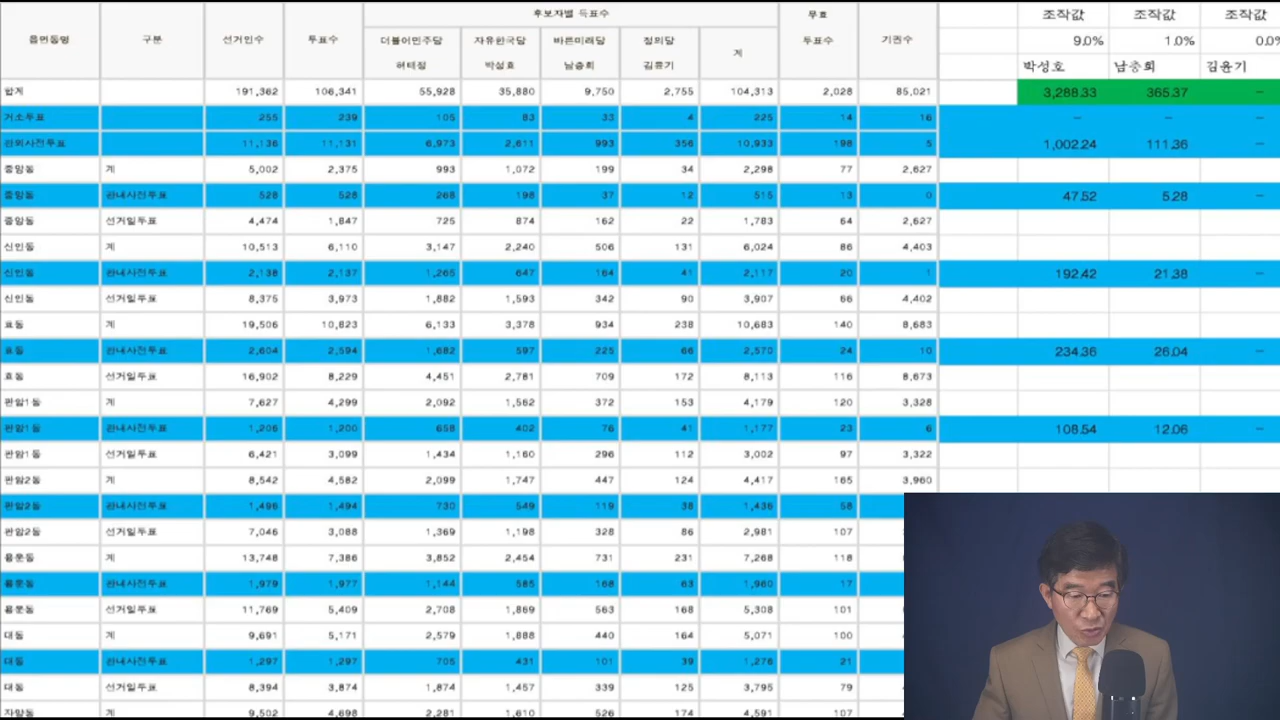 후보자별 득표수 무효 조작값 조작값 조작값
읍면동명 구분 선거인수 투표수 더불어민주당 자유한국당 바른미래당 정의당 계 투표수 기권수 9.0% 1.0% 0.0%
허태정 박성효 남충희 김윤기 박성호 남충희 김윤기
합계 191,362 106,341 55,928 35,880 9,750 2,755 104,313 2,028 85,021 3,288.33 365.37 –
거소투표 255 239 105 83 33 4 225 14 16 – – –
관외사전투표 11,136 11,131 6,973 2,611 993 356 10,933 198 5 1,002.24 111.36 –
중앙동 계 5,002 2,375 993 1,072 199 34 2,298 77 2,627
중앙동 관내사전투표 528 528 268 198 37 12 515 13 0 47.52 5.28 –
중앙동 선거일투표 4,474 1,847 725 874 162 22 1,783 64 2,627
신인동 계 10,513 6,110 3,147 2,240 506 131 6,024 86 4,403
신인동 관내사전투표 2,138 2,137 1,265 647 164 41 2,117 20 1 192.42 21.38 –
신인동 선거일투표 8,375 3,973 1,882 1,593 342 90 3,907 66 4,402
효동 계 19,506 10,823 6,133 3,378 934 238 10,683 140 8,683
효동 관내사전투표 2,604 2,594 1,682 597 225 66 2,570 24 10 234.36 26.04 –
효동 선거일투표 16,902 8,229 4,451 2,781 709 172 8,113 116 8,673
판암1동 계 7,627 4,299 2,092 1,562 372 153 4,179 120 3,328
판암1동 관내사전투표 1,206 1,200 658 402 76 41 1,177 23 6 108.54 12.06 –
판암1동 선거일투표 6,421 3,099 1,434 1,160 296 112 3,002 97 3,322
판암2동 계 8,542 4,582 2,099 1,747 447 124 4,417 165 3,960
판암2동 관내사전투표 1,496 1,494 730 549 119 38 1,436 58
판암2동 선거일투표 7,046 3,088 1,369 1,198 328 86 2,981 107
용운동 계 13,748 7,386 3,852 2,454 731 231 7,268 118
용운동 관내사전투표 1,979 1,977 1,144 585 168 63 1,960 17
용운동 선거일투표 11,769 5,409 2,708 1,869 563 168 5,308 101
대동 계 9,691 5,171 2,579 1,888 440 164 5,071 100
대동 관내사전투표 1,297 1,297 705 431 101 39 1,276 21
대동 선거일투표 8,394 3,874 1,874 1,457 339 125 3,795 79
자양동 계 9,502 4,698 2,281 1,610 526 174 4,591 107